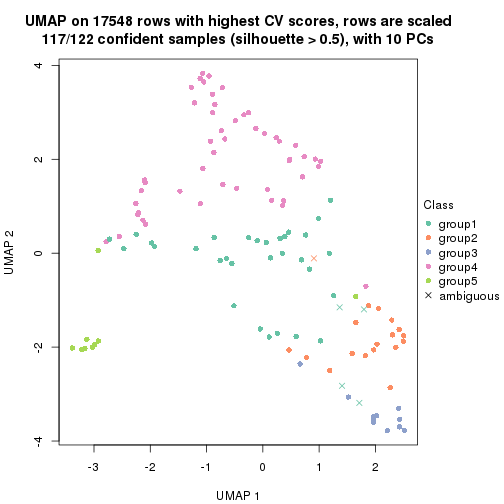 UMAP on 17548 rows with highest CV scores, rows are scaled
117/122 confident samples (silhouette > 0.5), with 10 PCs
4
2
0
-2
-4
UMAP 2
-3
-2
-1
0
1
2
UMAP 1
Class
group1
group2
group3
group4
group5
ambiguous